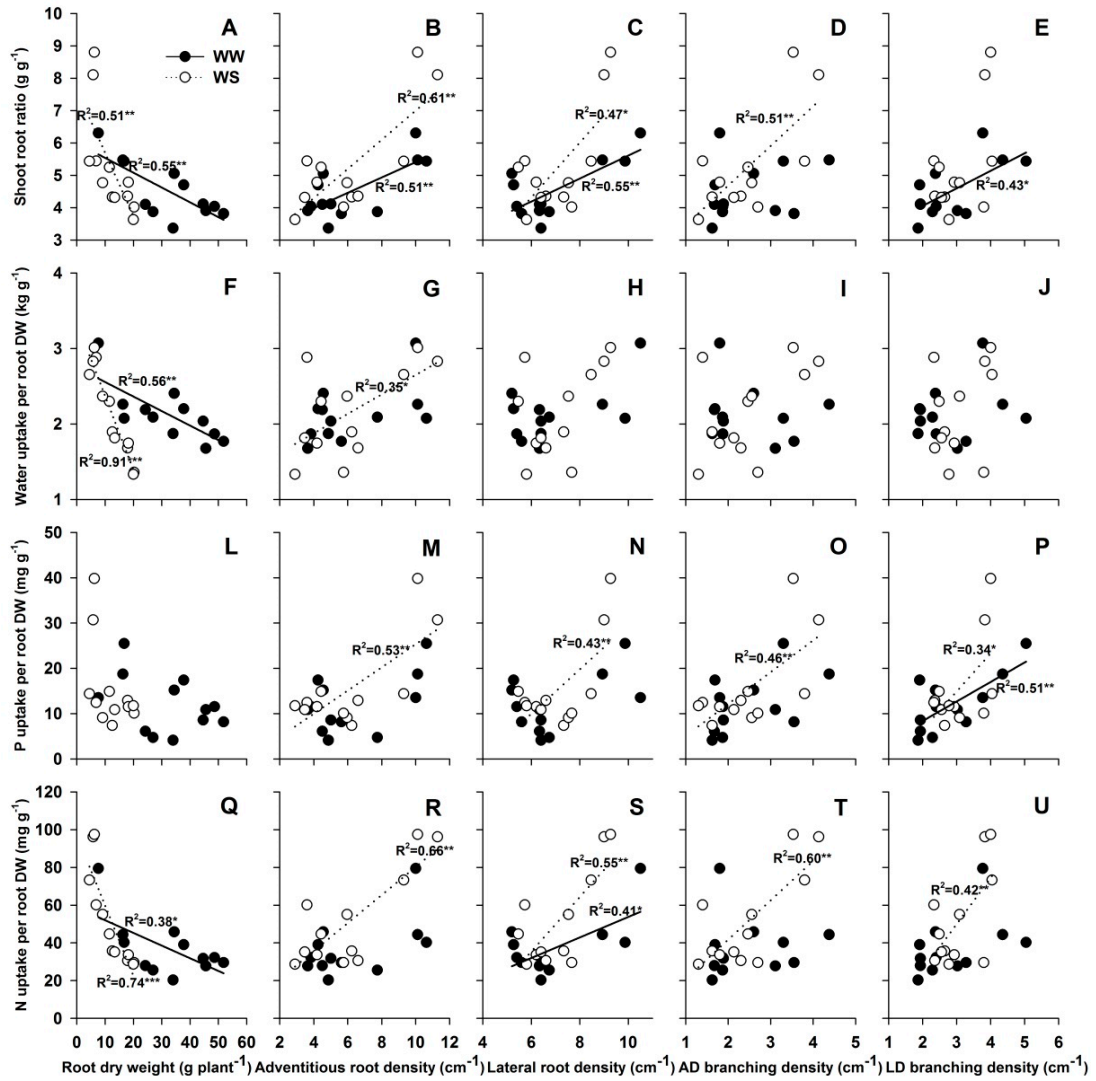 A
WW
WS
R²=0.51**
R²=0.55**
B
R²=0.61**
R²=0.51**
C
R²=0.47*
R²=0.55**
D
R²=0.51**
E
R²=0.43*
10
9
8
7
6
5
4
3
Shoot root ratio (g g⁻¹)
F
R²=0.56**
R²=0.91***
G
R²=0.35*
H
I
J
4
3
2
1
Water uptake per root DW (kg g⁻¹)
L
M
R²=0.53**
N
R²=0.43**
O
R²=0.46**
P
R²=0.34*
R²=0.51**
50
40
30
20
10
0
P uptake per root DW (mg g⁻¹)
Q
R²=0.38*
R²=0.74***
R
R²=0.66**
S
R²=0.55**
R²=0.41*
T
R²=0.60**
U
R²=0.42**
120
100
80
60
40
20
0
N uptake per root DW (mg g⁻¹)
0 10 20 30 40 50 60
2 4 6 8 10 12
4 6 8 10
1 2 3 4 5
1 2 3 4 5 6
Root dry weight (g plant⁻¹)
Adventitious root density (cm⁻¹)
Lateral root density (cm⁻¹)
AD branching density (cm⁻¹)
LD branching density (cm⁻¹)